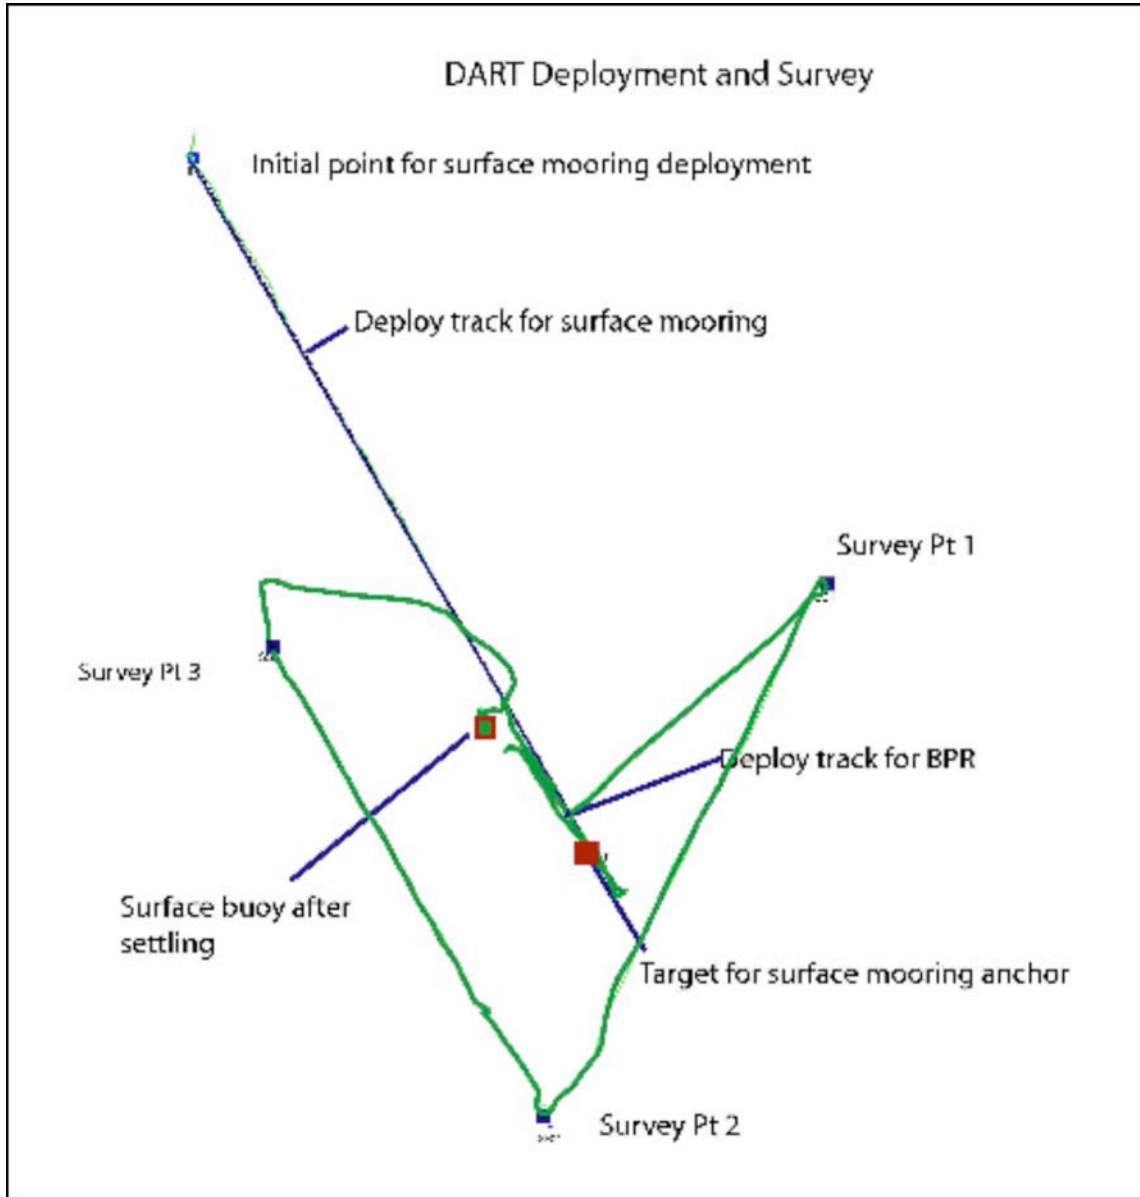 DART Deployment and Survey
Initial point for surface mooring deployment
Deploy track for surface mooring
Survey Pt 1
Survey Pt 3
Deploy track for BPR
Surface buoy after
settling
Target for surface mooring anchor
Survey Pt 2